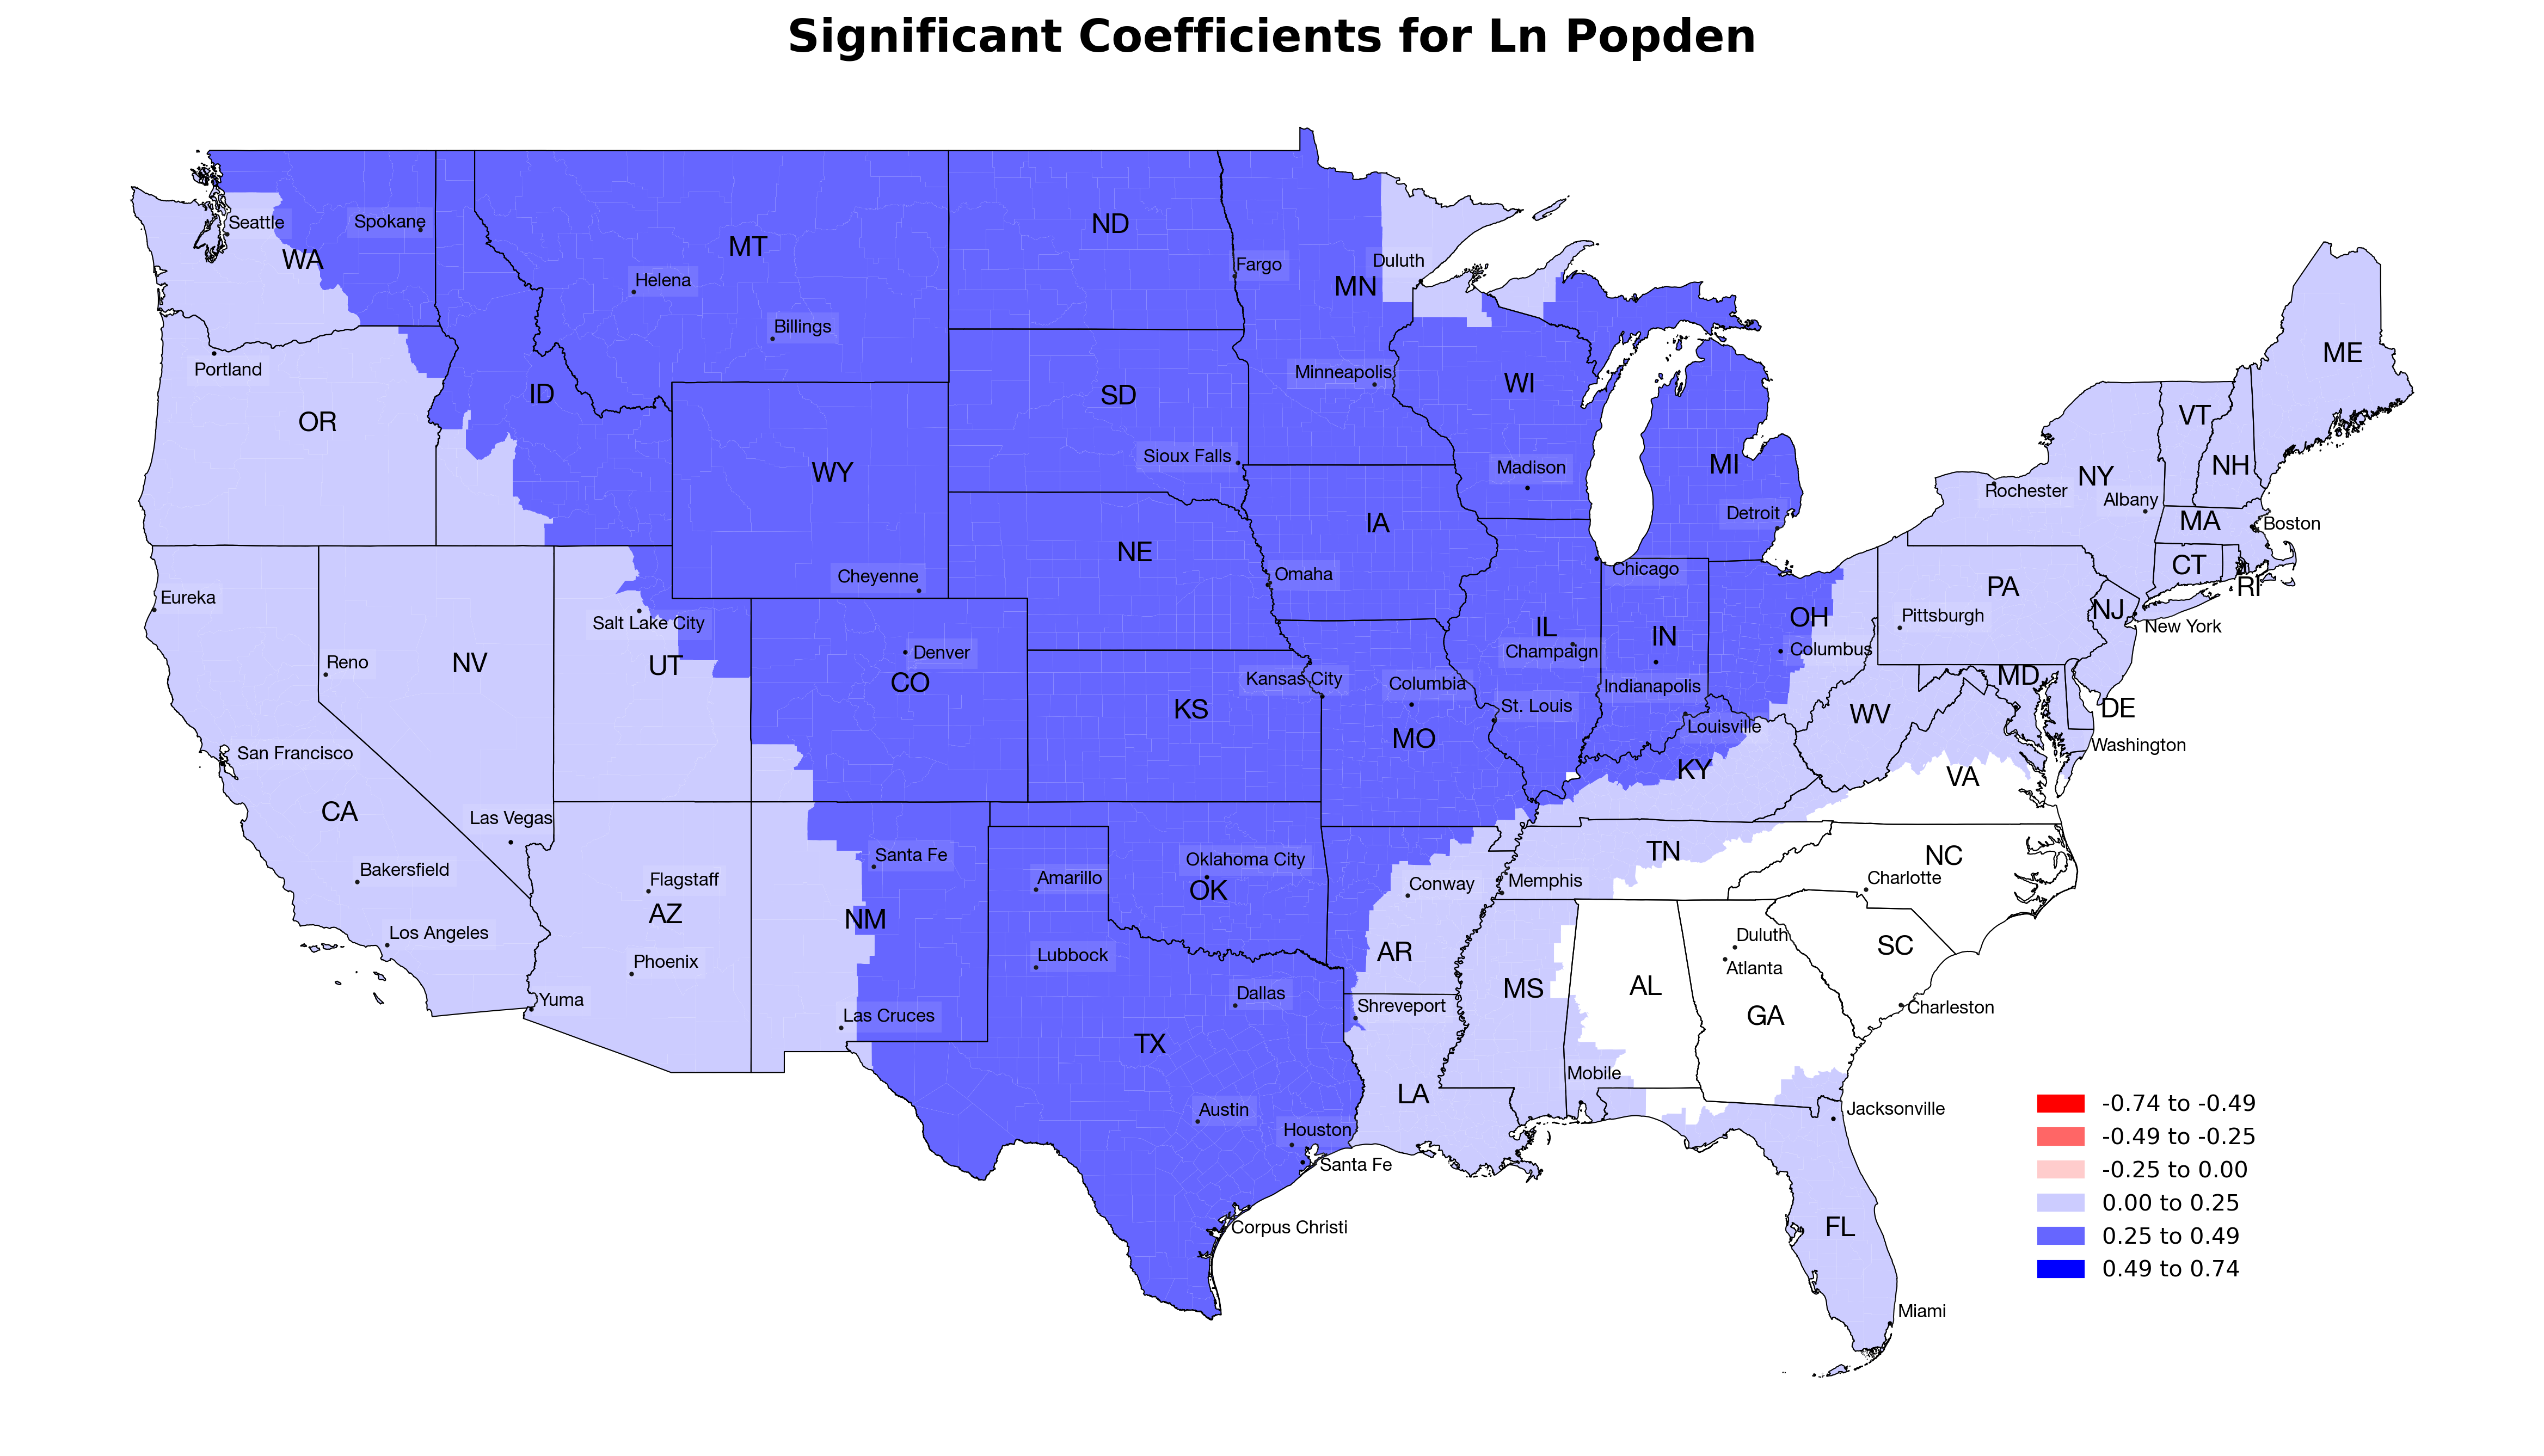 Significant Coefficients for Ln Popden
Seattle
Spokane
WA
MT
ND
Helena
Billings
Fargo
MN
Duluth
Portland
OR
ID
SD
Minneapolis
WI
ME
VT
NH
NY
Rochester
Albany
MA
Boston
CT
RI
WY
Sioux Falls
Madison
MI
Detroit
IA
NE
Cheyenne
Omaha
Chicago
PA
Pittsburgh
NJ
New York
Eureka
Salt Lake City
Reno
NV
UT
Denver
CO
KS
Kansas City
Columbia
IL
Champaign
IN
Indianapolis
OH
Columbus
MD
DE
WV
Washington
St. Louis
MO
Louisville
KY
VA
San Francisco
CA
Las Vegas
Bakersfield
Los Angeles
Flagstaff
AZ
Phoenix
Yuma
Santa Fe
NM
Las Cruces
Amarillo
Lubbock
Oklahoma City
OK
Dallas
TX
Austin
Houston
Santa Fe
Corpus Christi
Conway
AR
Shreveport
LA
Memphis
TN
MS
AL
Mobile
Duluth
Atlanta
GA
NC
Charlotte
SC
Charleston
Jacksonville
FL
Miami
-0.74 to -0.49
-0.49 to -0.25
-0.25 to 0.00
0.00 to 0.25
0.25 to 0.49
0.49 to 0.74